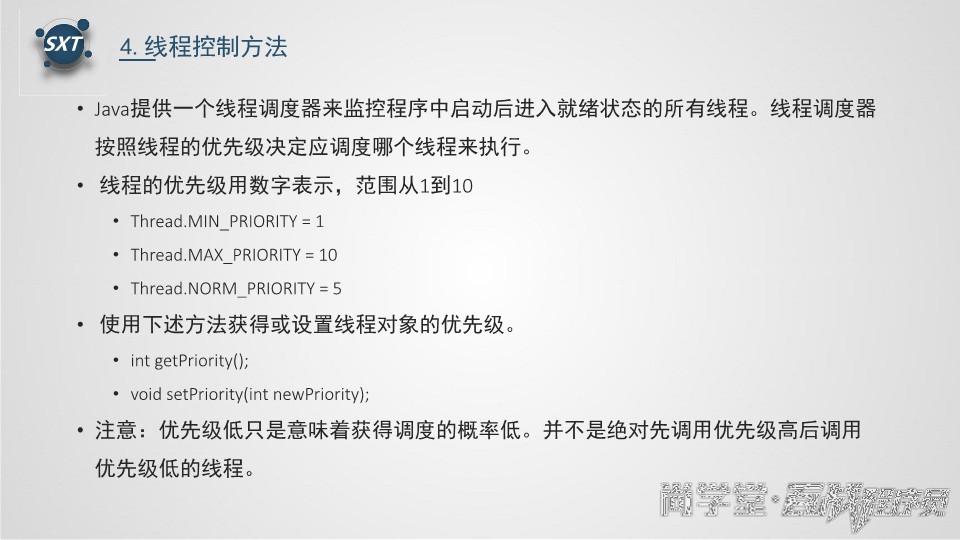 SXT
4. 线程控制方法
• Java提供一个线程调度器来监控程序中启动后进入就绪状态的所有线程。线程调度器
按照线程的优先级决定应调度哪个线程来执行。
• 线程的优先级用数字表示，范围从1到10
• Thread.MIN_PRIORITY = 1
• Thread.MAX_PRIORITY = 10
• Thread.NORM_PRIORITY = 5
• 使用下述方法获得或设置线程对象的优先级。
• int getPriority();
• void setPriority(int newPriority);
• 注意：优先级低只是意味着获得调度的概率低。并不是绝对先调用优先级高后调用
优先级低的线程。
尚学堂·